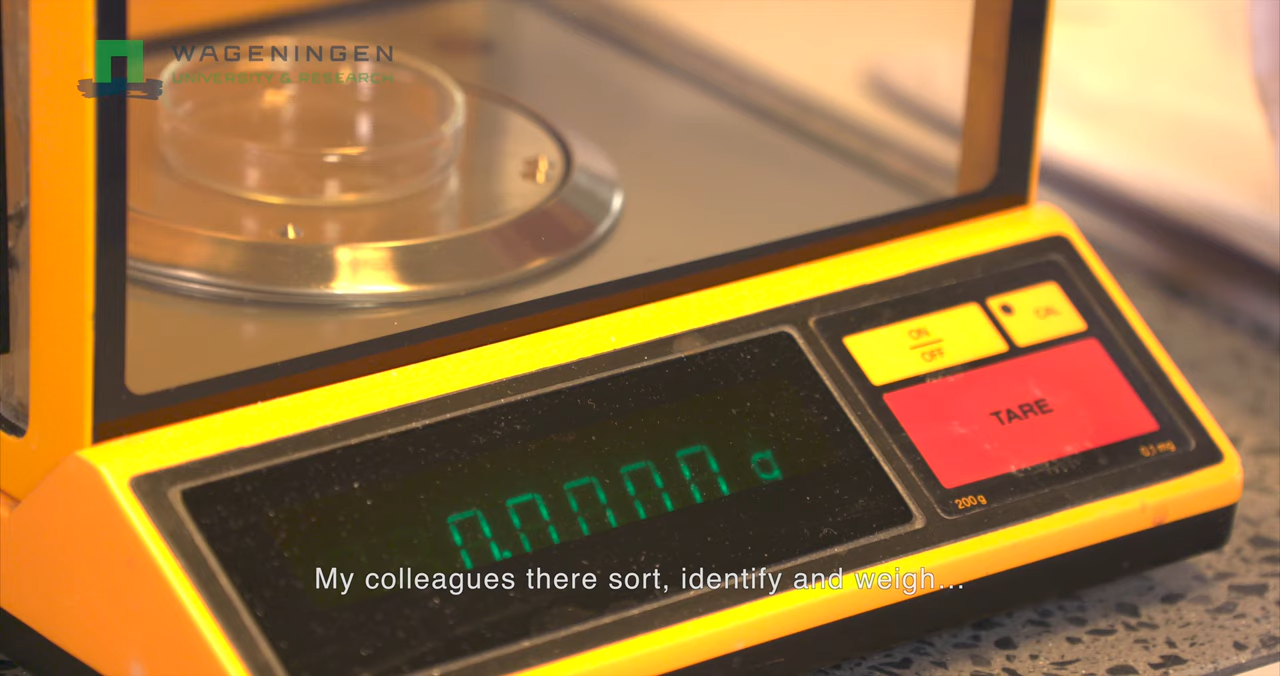 WAGENINGEN
UNIVERSITY & RESEARCH
ON
OFF
CAL
TARE
0.1 mg
200 g
0.0000 g
My colleagues there sort, identify and weigh...